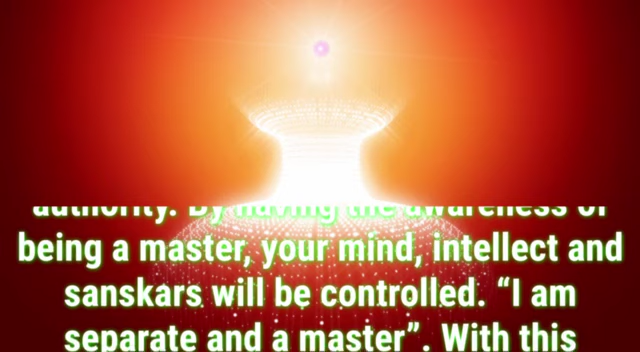 authority. By having the awareness of
being a master, your mind, intellect and
sanskars will be controlled. “I am
separate and a master”. With this